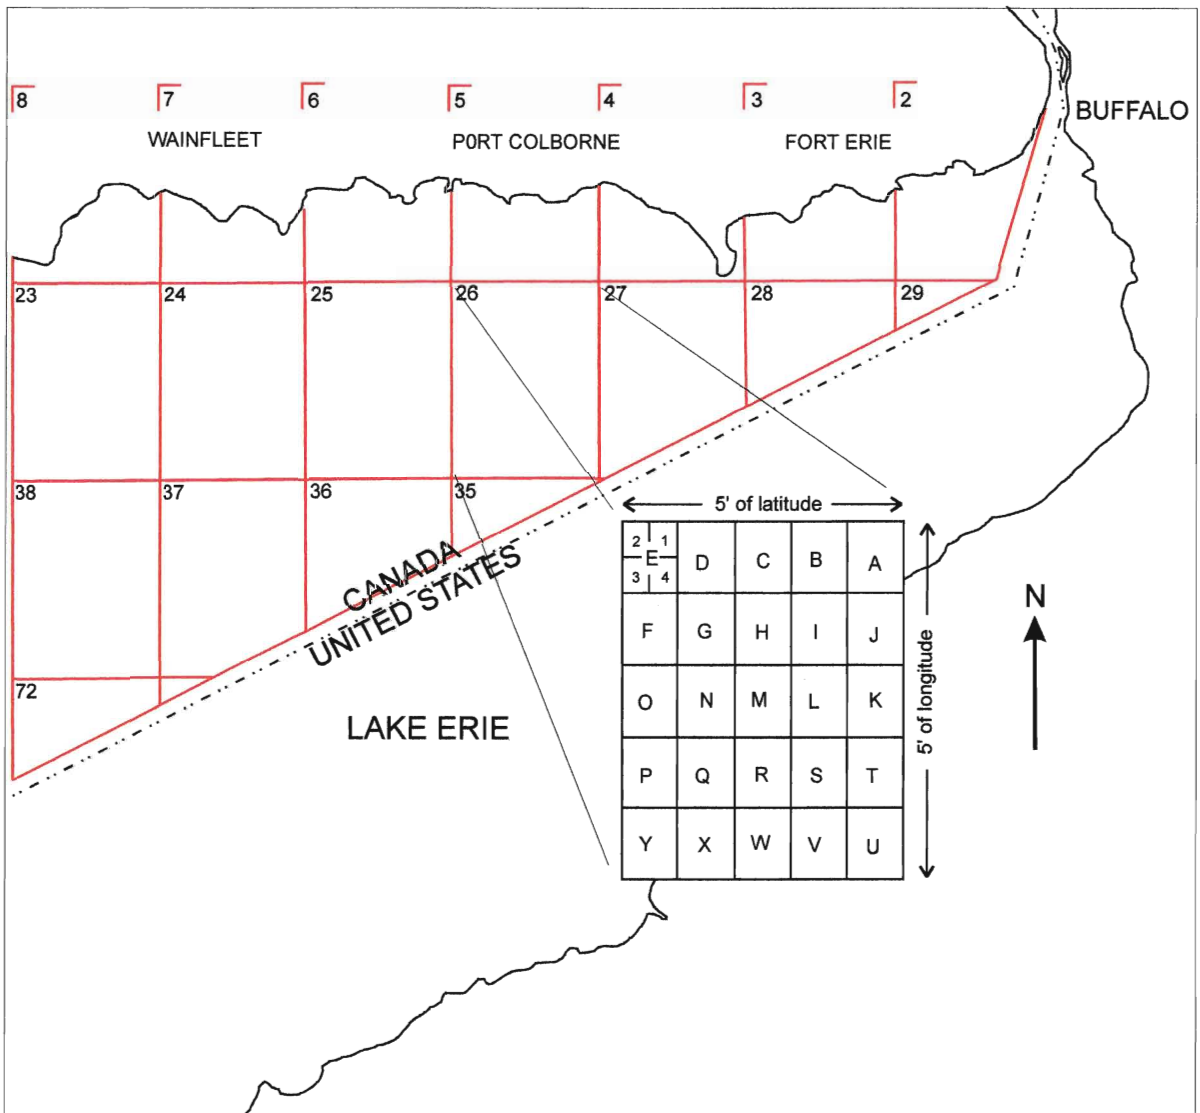 8 7 6 5 4 3 2
BUFFALO
WAINFLEET P0RT COLBORNE FORT ERIE
23 24 25 26 27 28 29
38 37 36 35
5' of latitude
2 1
E D C B A
3 4
CANADA
UNITED STATES
N
F G H I J
5' of longitude
72
O N M L K
LAKE ERIE
P Q R S T
Y X W V U